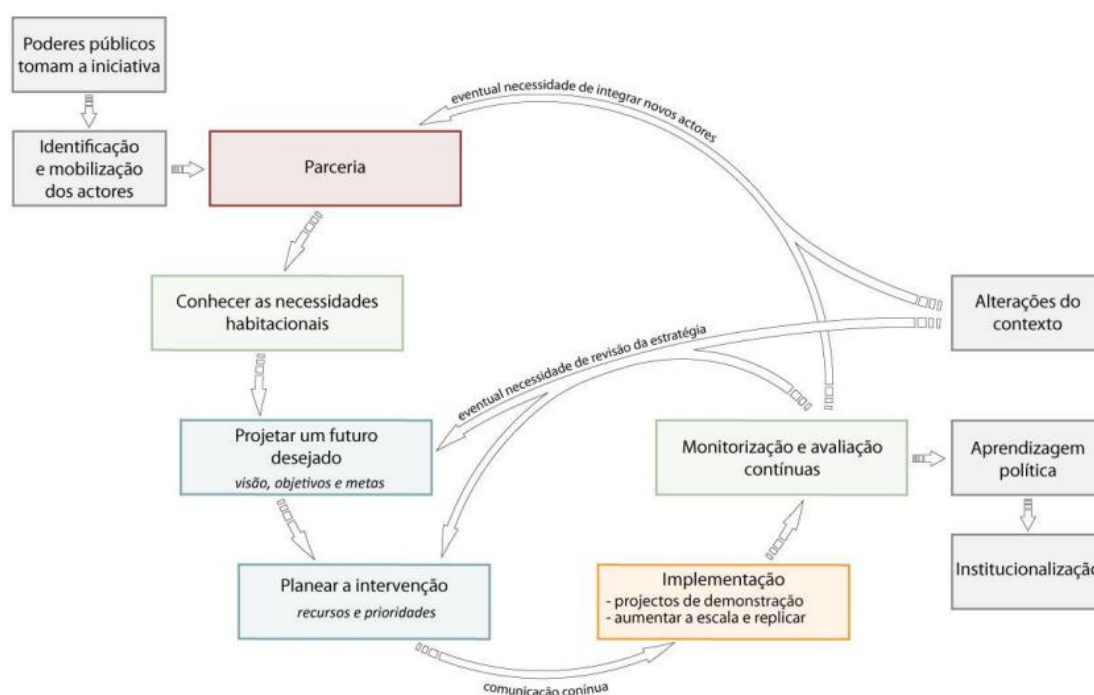 Poderes públicos
tomam a iniciativa
eventual necessidade de integrar novos actores
Identificação
e mobilização
dos actores
Parceria
Conhecer as necessidades
habitacionais
Alterações do
contexto
eventual necessidade de revisão da estratégia
Projetar um futuro
desejado
visão, objetivos e metas
Monitorização e avaliação
contínuas
Aprendizagem
política
Planear a intervenção
recursos e prioridades
Implementação
- projectos de demonstração
- aumentar a escala e replicar
Institucionalização
comunicação contínua